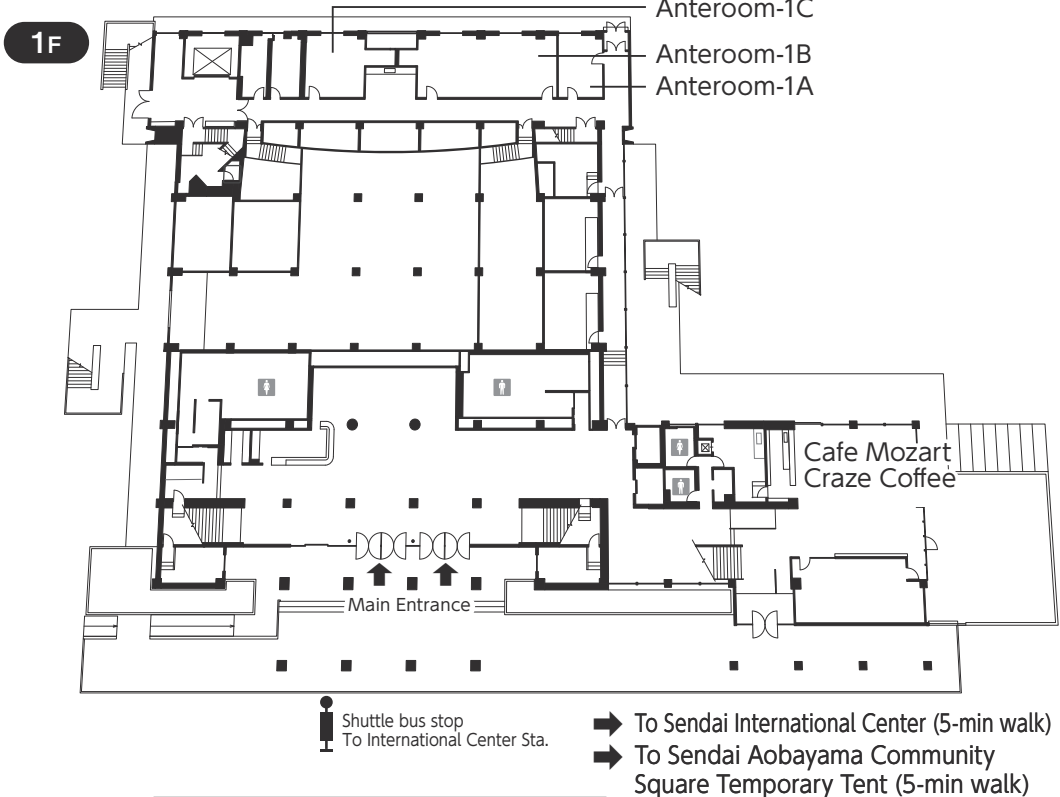 Anteroom-1C
1F
Anteroom-1B
Anteroom-1A
Cafe Mozart
Craze Coffee
Main Entrance
Shuttle bus stop
To International Center Sta.
To Sendai International Center (5-min walk)
To Sendai Aobayama Community
Square Temporary Tent (5-min walk)